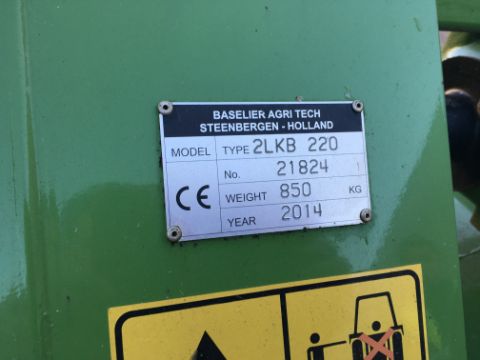 BASELIER AGRI TECH
STEENBERGEN - HOLLAND
MODEL TYPE 2LKB 220
No. 21824
CE WEIGHT 850 KG
YEAR 2014